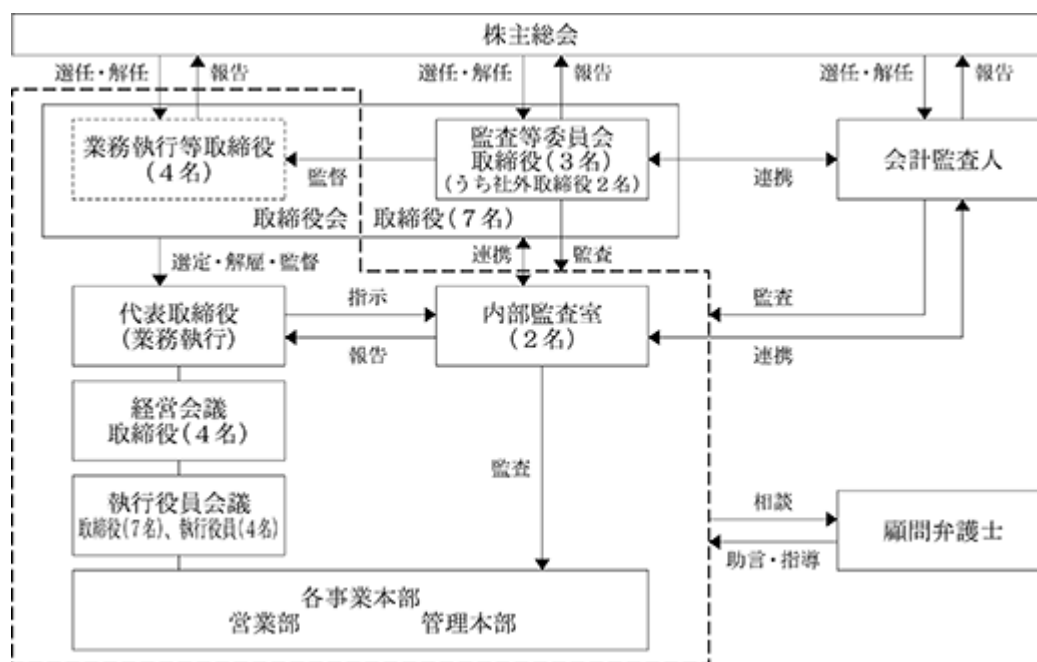 株主総会
選任・解任
報告
選任・解任
報告
選任・解任
報告
業務執行等取締役
(4名)
監督
監査等委員会
取締役(3名)
(うち社外取締役2名)
連携
会計監査人
取締役会
取締役(7名)
選定・解雇・監督
連携
監査
代表取締役
(業務執行)
指示
報告
内部監査室
(2名)
監査
連携
経営会議
取締役(4名)
監査
執行役員会議
取締役(7名)、執行役員(4名)
相談
助言・指導
顧問弁護士
各事業本部
営業部
管理本部